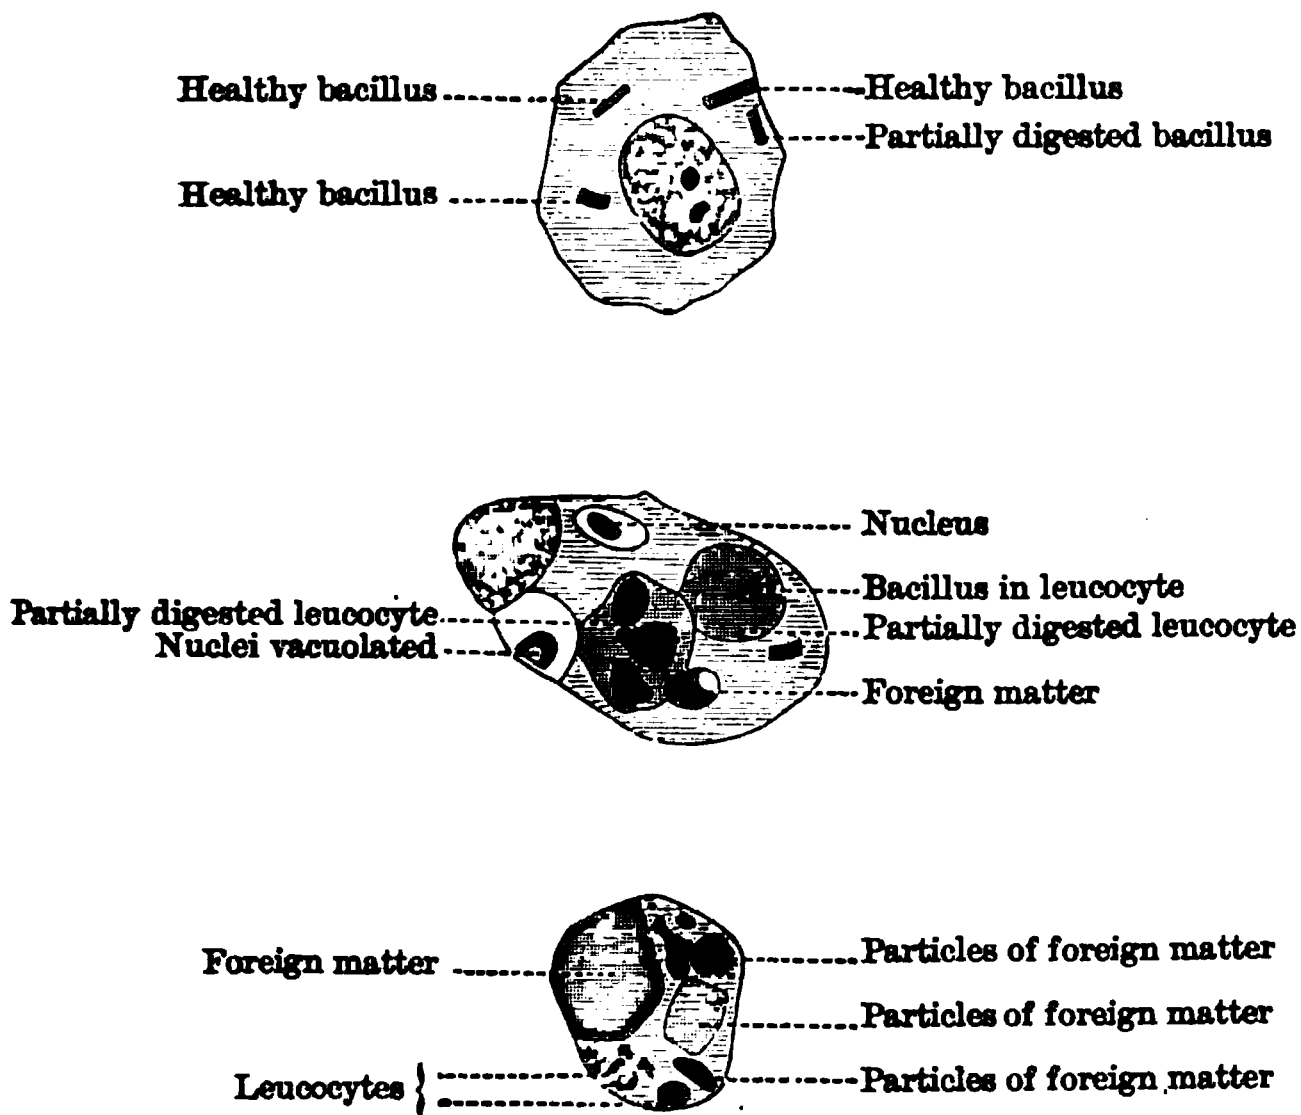 Healthy bacillus
Healthy bacillus
Partially digested bacillus
Healthy bacillus
Nucleus
Bacillus in leucocyte
Partially digested leucocyte
Partially digested leucocyte
Nuclei vacuolated
Foreign matter
Foreign matter
Particles of foreign matter
Particles of foreign matter
Leucocytes {
Particles of foreign matter